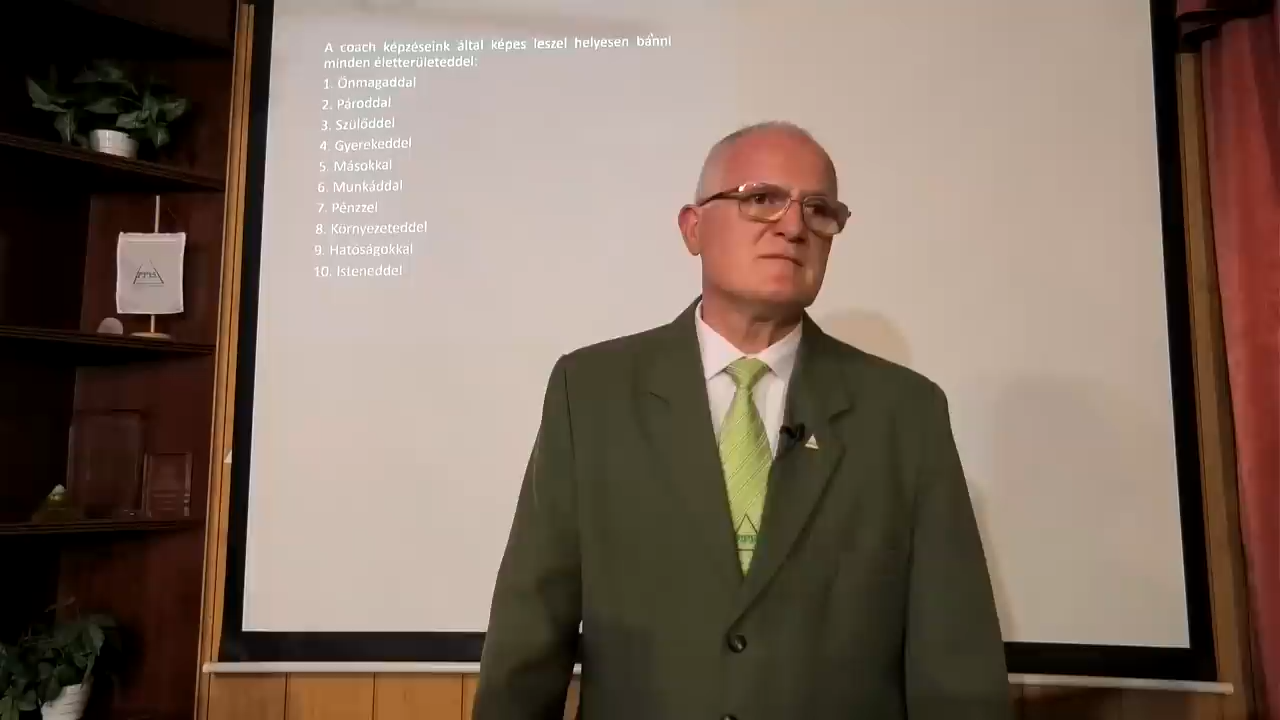 A coach képzéseink által képes leszel helyesen bánni
minden életterületeddel:
1. Önmagaddal
2. Pároddal
3. Szülőddel
4. Gyerekeddel
5. Másokkal
6. Munkáddal
7. Pénzzel
8. Környezeteddel
9. Hatóságokkal
10. Isteneddel